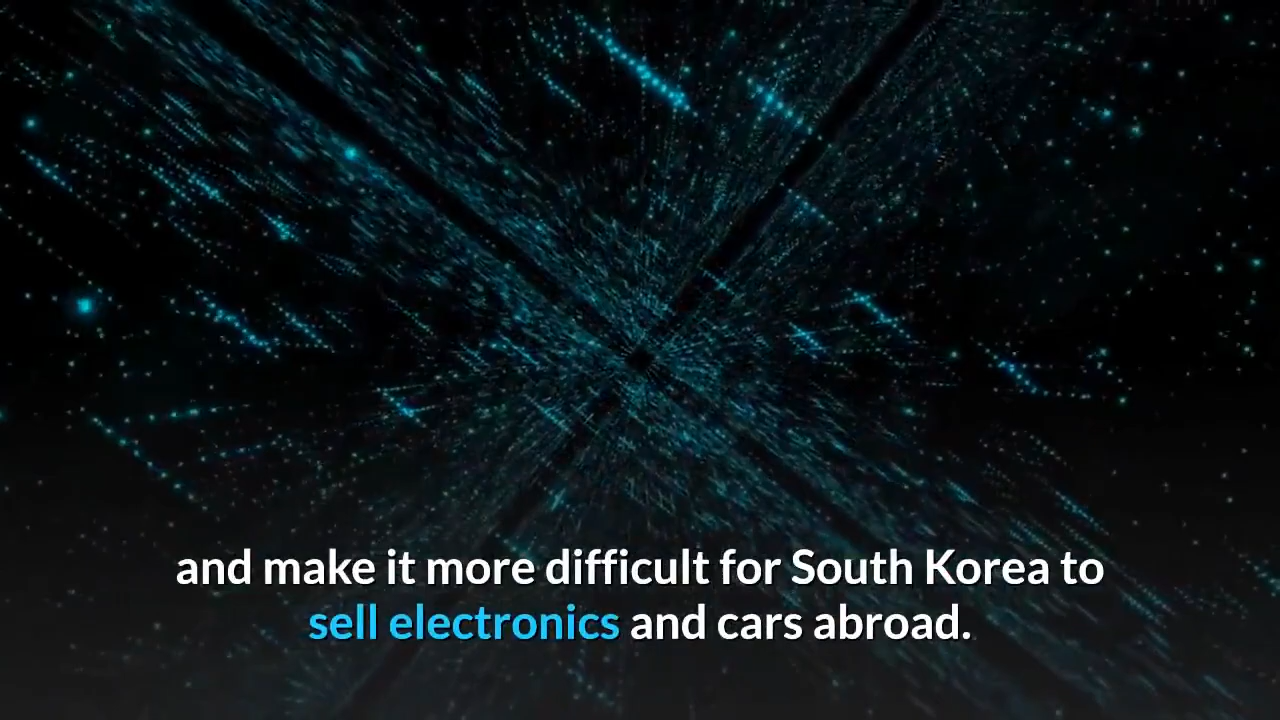 and make it more difficult for South Korea to
sell electronics and cars abroad.